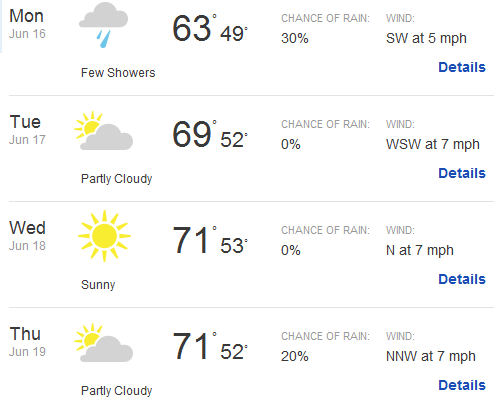 Mon
Jun 16
Few Showers
63° 49°
CHANCE OF RAIN:
30%
WIND:
SW at 5 mph
Details
Tue
Jun 17
Partly Cloudy
69° 52°
CHANCE OF RAIN:
0%
WIND:
WSW at 7 mph
Details
Wed
Jun 18
Sunny
71° 53°
CHANCE OF RAIN:
0%
WIND:
N at 7 mph
Details
Thu
Jun 19
Partly Cloudy
71° 52°
CHANCE OF RAIN:
20%
WIND:
NNW at 7 mph
Details